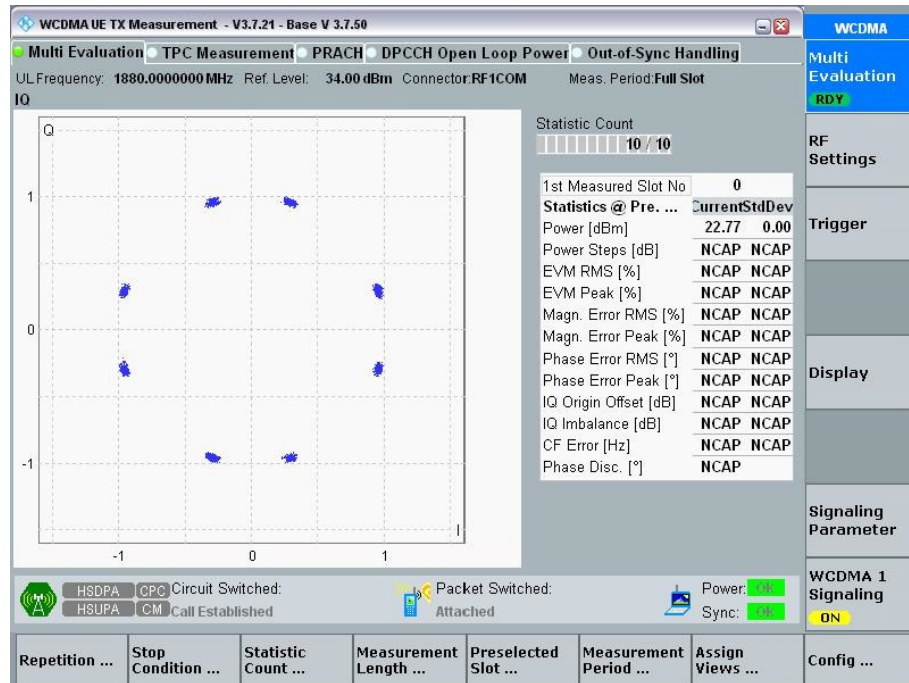 WCDMA UE TX Measurement - V3.7.21 - Base V 3.7.50
WCDMA
Multi Evaluation TPC Measurement PRACH DPCCH Open Loop Power Out-of-Sync Handling
UL Frequency: 1880.0000000 MHz Ref. Level: 34.00 dBm Connector:RF1COM Meas. Period:Full Slot
IQ
Q
1
0
-1
-1 0 1
I
Statistic Count
10 / 10
1st Measured Slot No 0
Statistics @ Pre. ... Current StdDev
Power [dBm] 22.77 0.00
Power Steps [dB] NCAP NCAP
EVM RMS [%] NCAP NCAP
EVM Peak [%] NCAP NCAP
Magn. Error RMS [%] NCAP NCAP
Magn. Error Peak [%] NCAP NCAP
Phase Error RMS [°] NCAP NCAP
Phase Error Peak [°] NCAP NCAP
IQ Origin Offset [dB] NCAP NCAP
IQ Imbalance [dB] NCAP NCAP
CF Error [Hz] NCAP NCAP
Phase Disc. [°] NCAP
Multi
Evaluation
RDY
RF
Settings
Trigger
Display
Signaling
Parameter
WCDMA 1
Signaling
ON
HSDPA CPC Circuit Switched: Packet Switched: Power: OK
HSUPA CM Call Established Attached Sync: OK
Repetition ...
Stop
Condition ...
Statistic
Count ...
Measurement
Length ...
Preselected
Slot ...
Measurement
Period ...
Assign
Views ...
Config ...